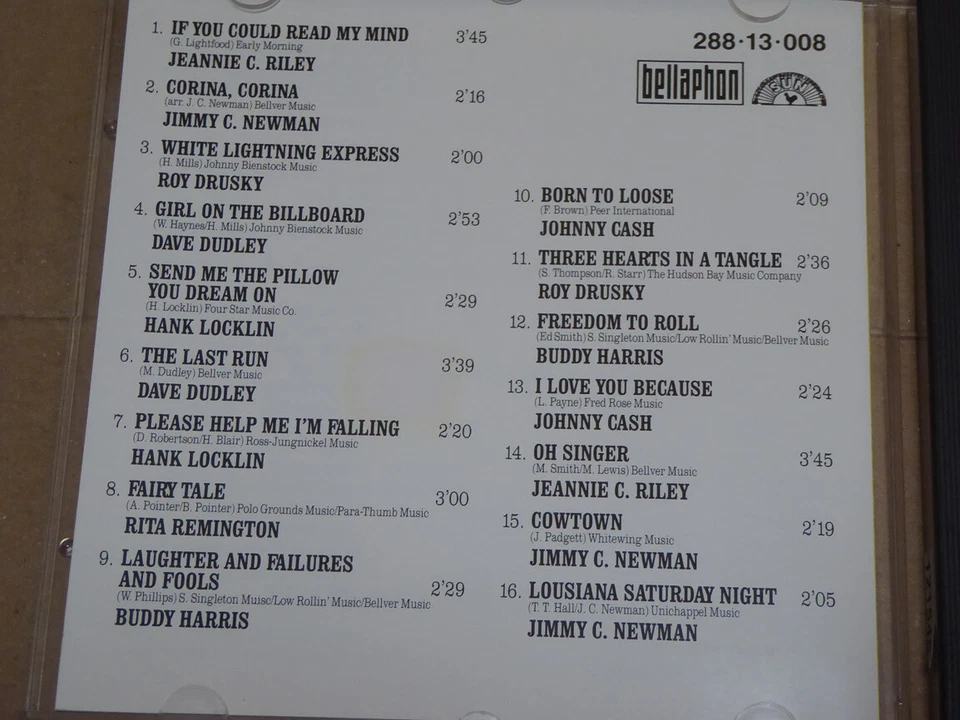 1. IF YOU COULD READ MY MIND 3'45
(G. Lightfood) Early Morning
JEANNIE C. RILEY
2. CORINA, CORINA 2'16
(arr. J. C. Newman) Bellver Music
JIMMY C. NEWMAN
3. WHITE LIGHTNING EXPRESS 2'00
(H. Mills) Johnny Bienstock Music
ROY DRUSKY
4. GIRL ON THE BILLBOARD 2'53
(W. Haynes/H. Mills) Johnny Bienstock Music
DAVE DUDLEY
5. SEND ME THE PILLOW
YOU DREAM ON 2'29
(H. Locklin) Four Star Music Co.
HANK LOCKLIN
6. THE LAST RUN 3'39
(M. Dudley) Bellver Music
DAVE DUDLEY
7. PLEASE HELP ME I'M FALLING 2'20
(D. Robertson/H. Blair) Ross-Jungnickel Music
HANK LOCKLIN
8. FAIRY TALE 3'00
(A. Pointer/B. Pointer) Polo Grounds Music/Para-Thumb Music
RITA REMINGTON
9. LAUGHTER AND FAILURES
AND FOOLS 2'29
(W. Phillips) S. Singleton Muisc/Low Rollin' Music/Bellver Music
BUDDY HARRIS
288·13·008
bellaphon SUN
10. BORN TO LOOSE 2'09
(F. Brown) Peer International
JOHNNY CASH
11. THREE HEARTS IN A TANGLE 2'36
(S. Thompson/R. Starr) The Hudson Bay Music Company
ROY DRUSKY
12. FREEDOM TO ROLL 2'26
(Ed Smith) S. Singleton Music/Low Rollin' Music/Bellver Music
BUDDY HARRIS
13. I LOVE YOU BECAUSE 2'24
(L. Payne) Fred Rose Music
JOHNNY CASH
14. OH SINGER 3'45
(M. Smith/M. Lewis) Bellver Music
JEANNIE C. RILEY
15. COWTOWN 2'19
(J. Padgett) Whitewing Music
JIMMY C. NEWMAN
16. LOUSIANA SATURDAY NIGHT 2'05
(T. T. Hall/J. C. Newman) Unichappel Music
JIMMY C. NEWMAN